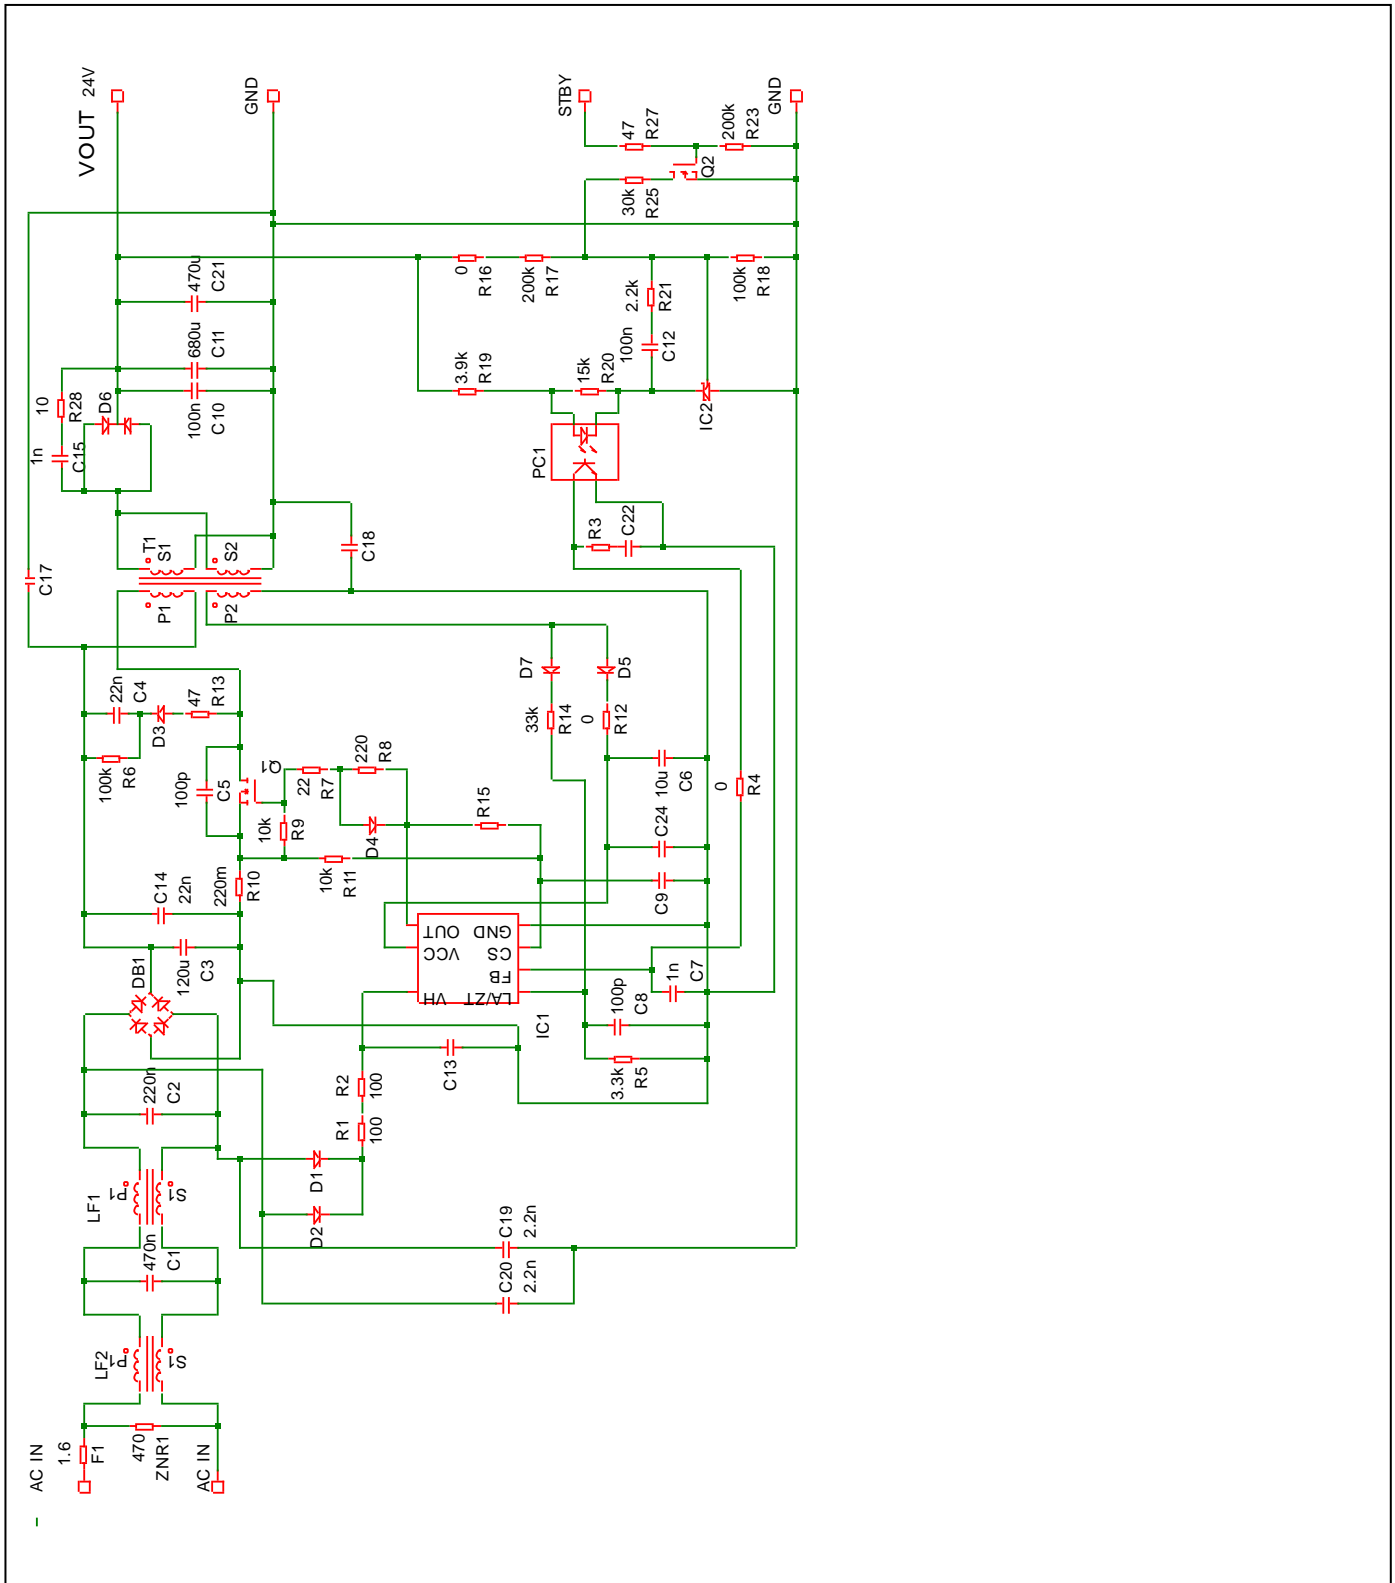 VOUT 24V
GND
STBY
GND
47
R27
200k
R23
Q2
30k
R25
470u
C21
0
R16
200k
R17
2.2k
R21
100k
R18
680u
C11
100n
C12
3.9k
R19
15k
R20
10
R28
D6
100n
C10
IC2
1n
C15
PC1
R3
C22
T1
S1
S2
C18
C17
P1
P2
D7
D5
22n
C4
47
R13
D3
33k
R14
0
R12
100k
R6
100p
C5
Q1
22
R7
220
R8
10u
C6
0
R4
10k
R9
D4
R15
C24
10k
R11
C14
22n
220m
R10
C9
GND
OUT
CS
VCC
FB
LA/ZT
VH
IC1
DB1
120u
C3
1n
C7
100p
C8
C13
3.3k
R5
220n
C2
R2
100
R1
100
D1
D2
LF1
P1
S1
C19
2.2n
C20
2.2n
470n
C1
LF2
P1
S1
AC IN
1.6
F1
470
ZNR1
AC IN